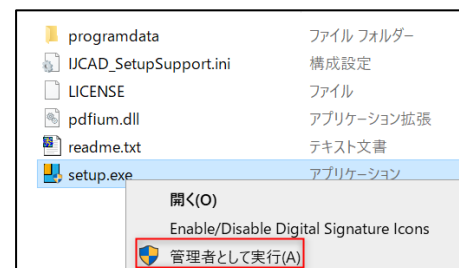 programdata ファイル フォルダー
IJCAD_SetupSupport.ini 構成設定
LICENSE ファイル
pdfium.dll アプリケーション拡張
readme.txt テキスト文書
setup.exe アプリケーション
開く(O)
Enable/Disable Digital Signature Icons
管理者として実行(A)